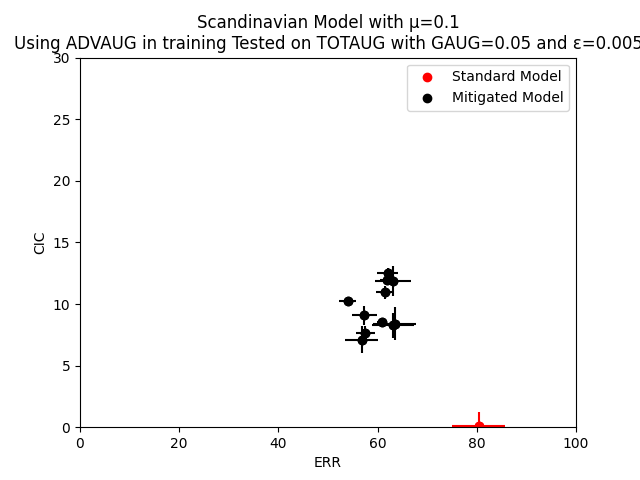 Scandinavian Model with μ=0.1
Using ADVAUG in training Tested on TOTAUG with GAUG=0.05 and ε=0.005
Standard Model
Mitigated Model
CIC
30
25
20
15
10
5
0
0 20 40 60 80 100
ERR